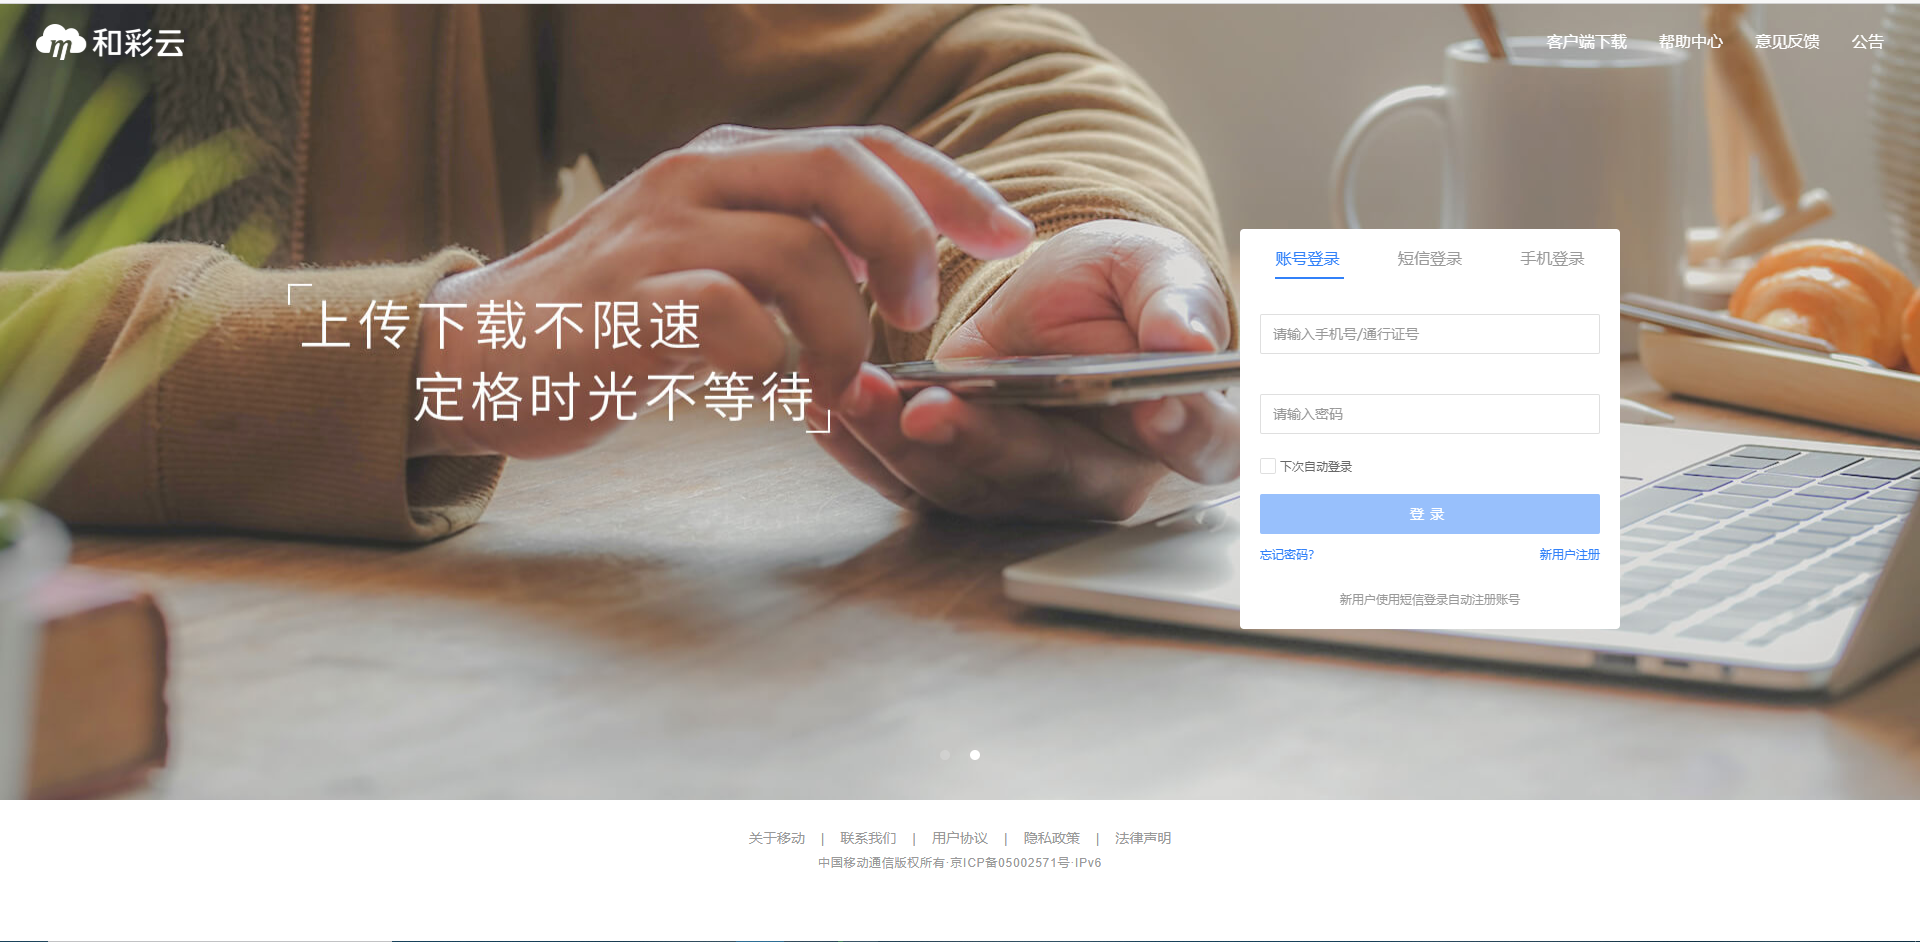 和彩云
客户端下载 帮助中心 意见反馈 公告
上传下载不限速
定格时光不等待
账号登录 短信登录 手机登录
请输入手机号/通行证号
请输入密码
下次自动登录
登 录
忘记密码? 新用户注册
新用户使用短信登录自动注册账号
关于移动 | 联系我们 | 用户协议 | 隐私政策 | 法律声明
中国移动通信版权所有·京ICP备05002571号·IPv6